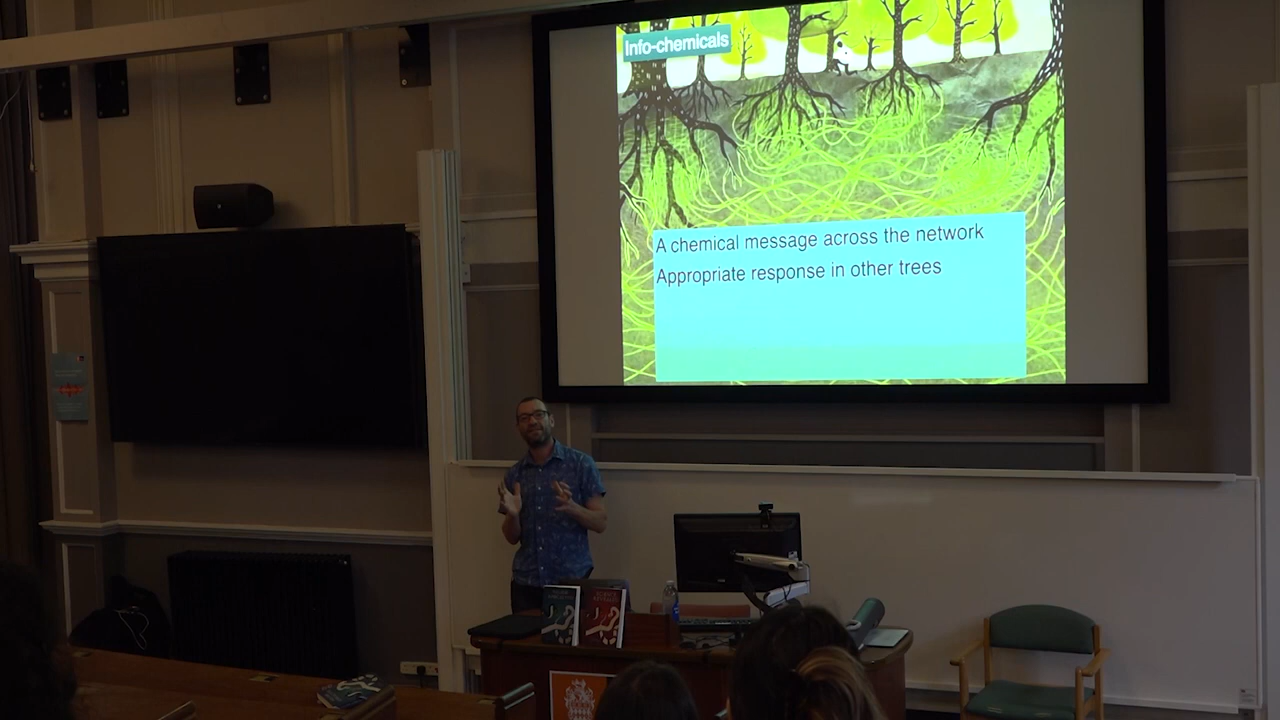 Info-chemicals
A chemical message across the network
Appropriate response in other trees